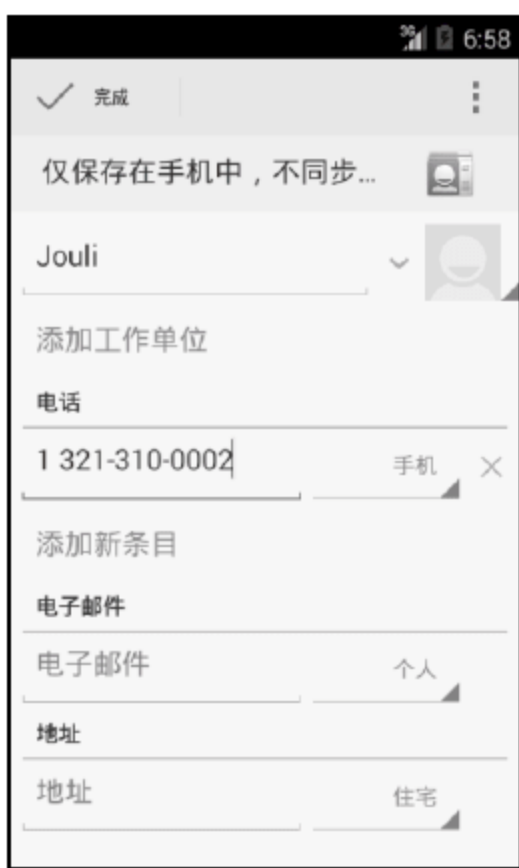 3G 6:58
完成
仅保存在手机中，不同步...
Jouli
添加工作单位
电话
1 321-310-0002 手机
添加新条目
电子邮件
电子邮件 个人
地址
地址 住宅